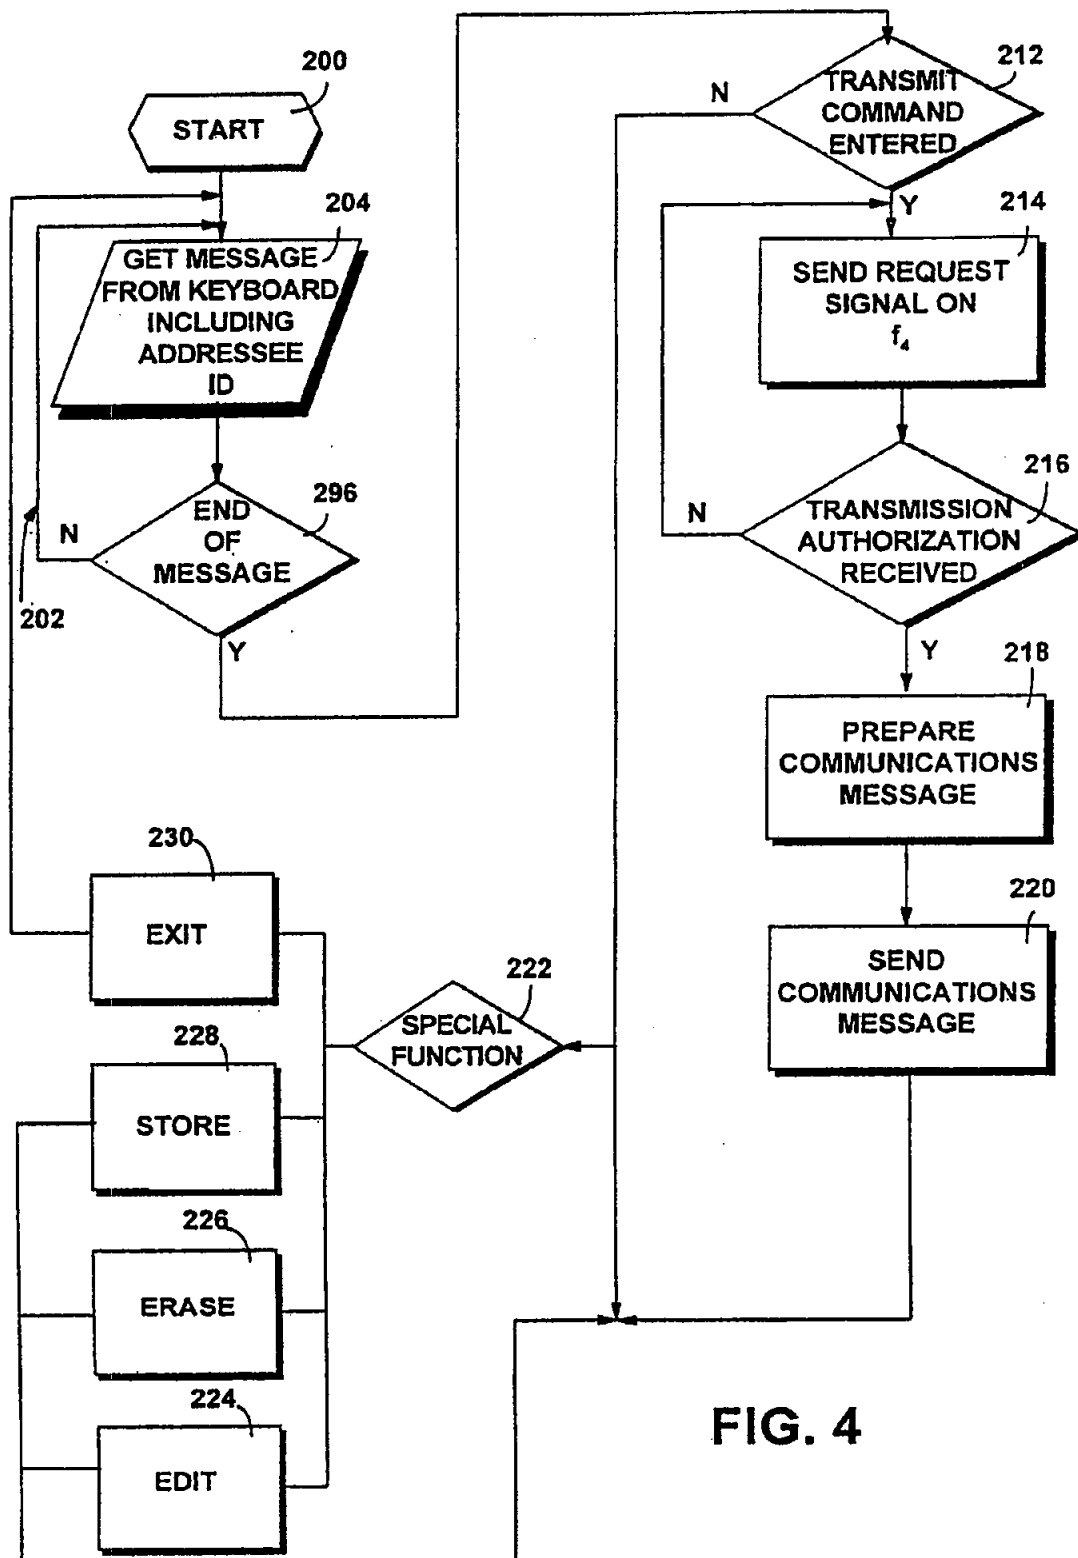 200
START
204
GET MESSAGE
FROM KEYBOARD
INCLUDING
ADDRESSEE
ID
296
END
OF
MESSAGE
N
Y
202
212
TRANSMIT
COMMAND
ENTERED
N
Y
214
SEND REQUEST
SIGNAL ON
f₄
216
TRANSMISSION
AUTHORIZATION
RECEIVED
N
Y
218
PREPARE
COMMUNICATIONS
MESSAGE
220
SEND
COMMUNICATIONS
MESSAGE
222
SPECIAL
FUNCTION
230
EXIT
228
STORE
226
ERASE
224
EDIT
FIG. 4